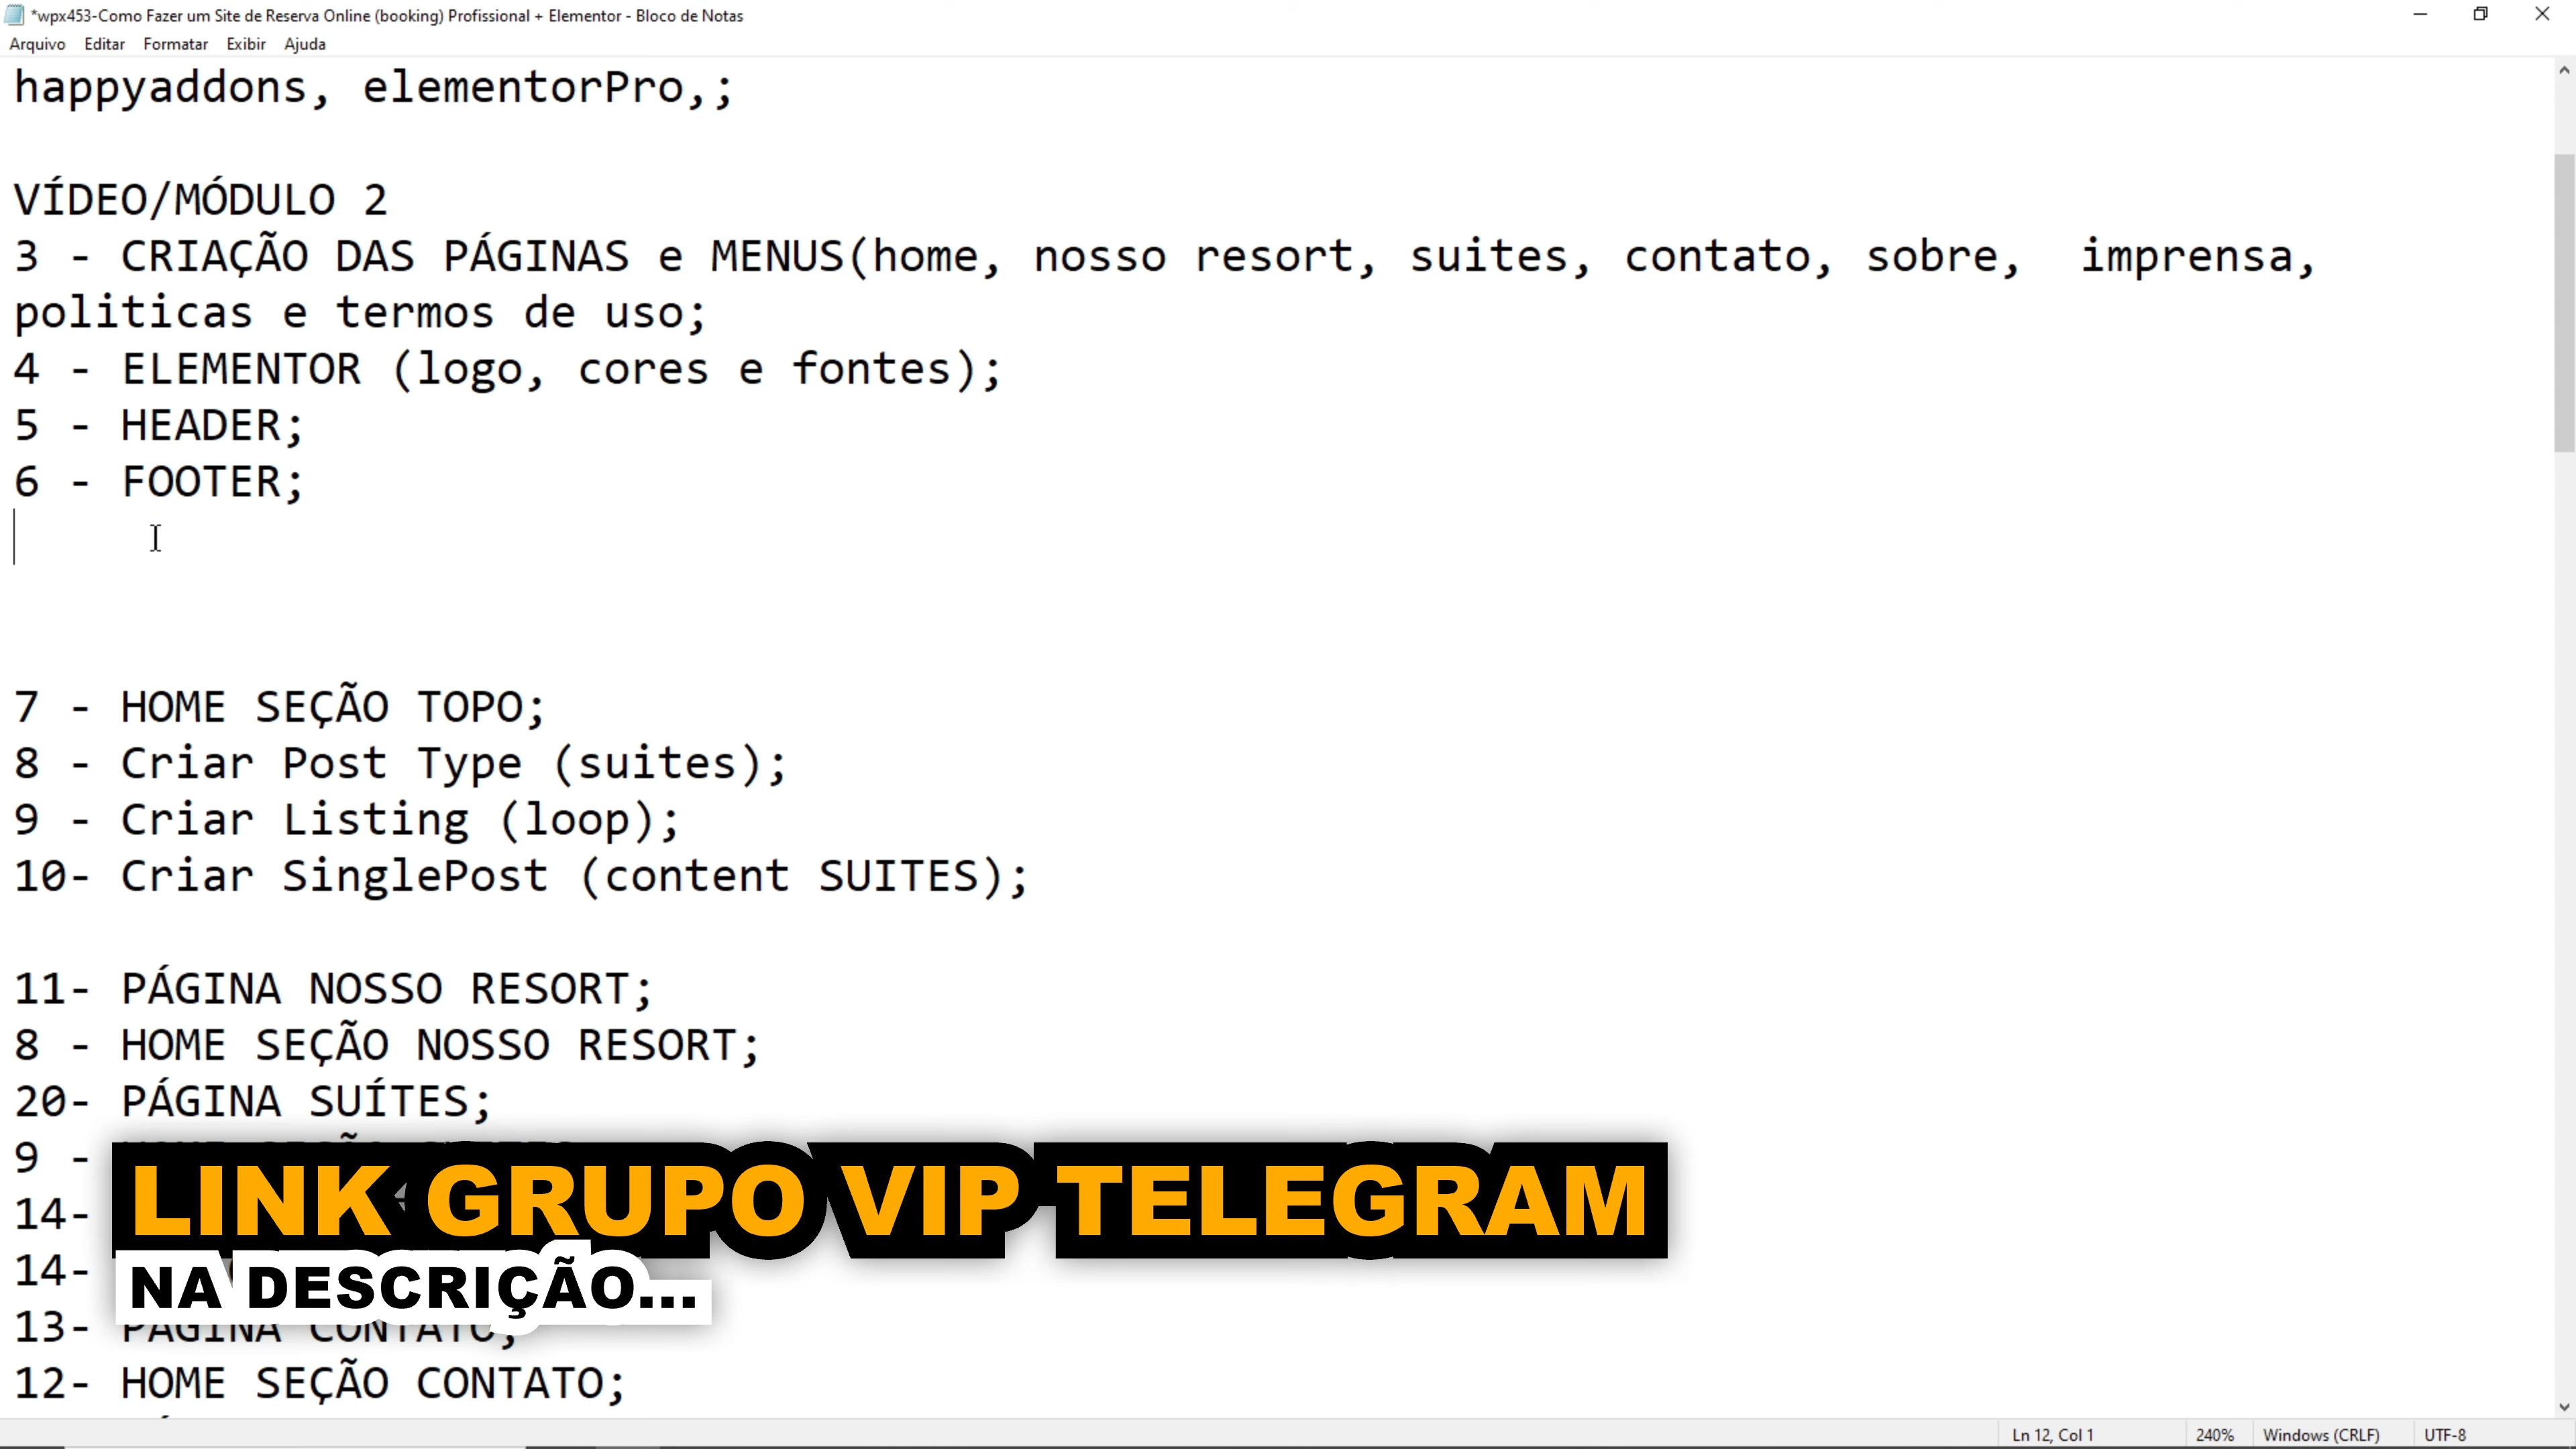 *wpx453-Como Fazer um Site de Reserva Online (booking) Profissional + Elementor - Bloco de Notas
Arquivo Editar Formatar Exibir Ajuda
happyaddons, elementorPro,;
VÍDEO/MÓDULO 2
3 - CRIAÇÃO DAS PÁGINAS e MENUS(home, nosso resort, suites, contato, sobre,  imprensa,
politicas e termos de uso;
4 - ELEMENTOR (logo, cores e fontes);
5 - HEADER;
6 - FOOTER;
7 - HOME SEÇÃO TOPO;
8 - Criar Post Type (suites);
9 - Criar Listing (loop);
10- Criar SinglePost (content SUITES);
11- PÁGINA NOSSO RESORT;
8 - HOME SEÇÃO NOSSO RESORT;
20- PÁGINA SUÍTES;
9 -
LINK GRUPO VIP TELEGRAM
14-
14-
NA DESCRIÇÃO...
13- PÁGINA CONTATO;
12- HOME SEÇÃO CONTATO;
Ln 12, Col 1 240% Windows (CRLF) UTF-8